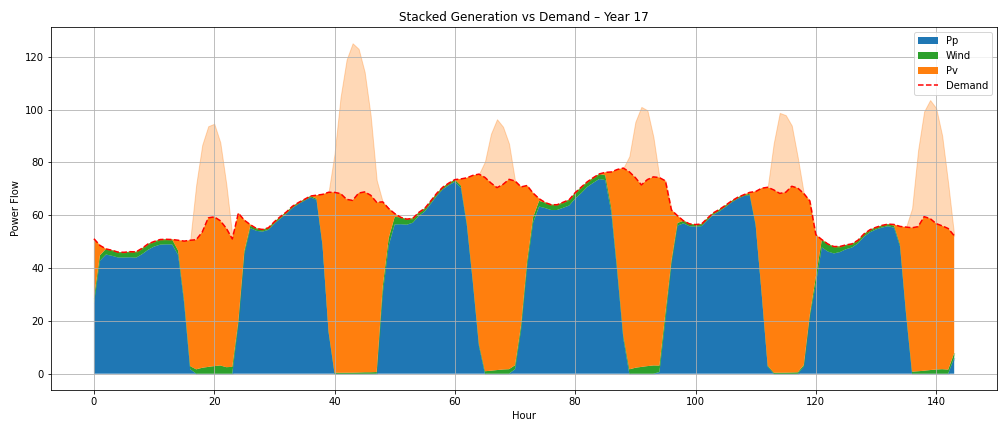 Stacked Generation vs Demand – Year 17
Pp
Wind
Pv
Demand
Power Flow
120
100
80
60
40
20
0
0 20 40 60 80 100 120 140
Hour